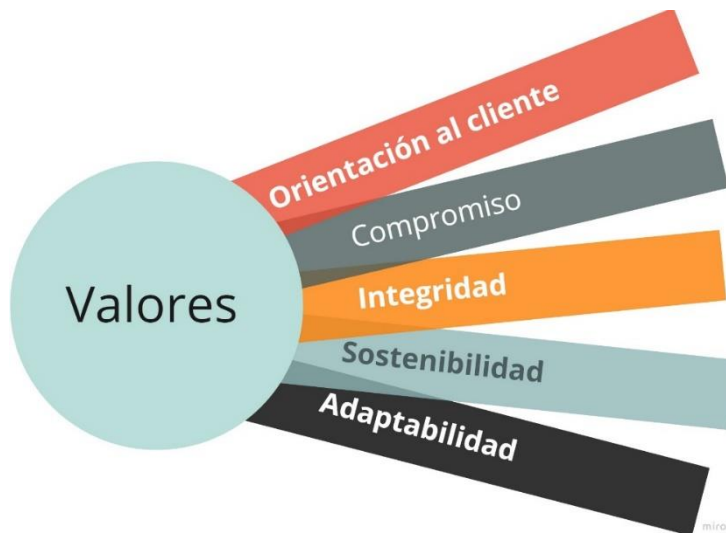 Valores
Orientación al cliente
Compromiso
Integridad
Sostenibilidad
Adaptabilidad
miro